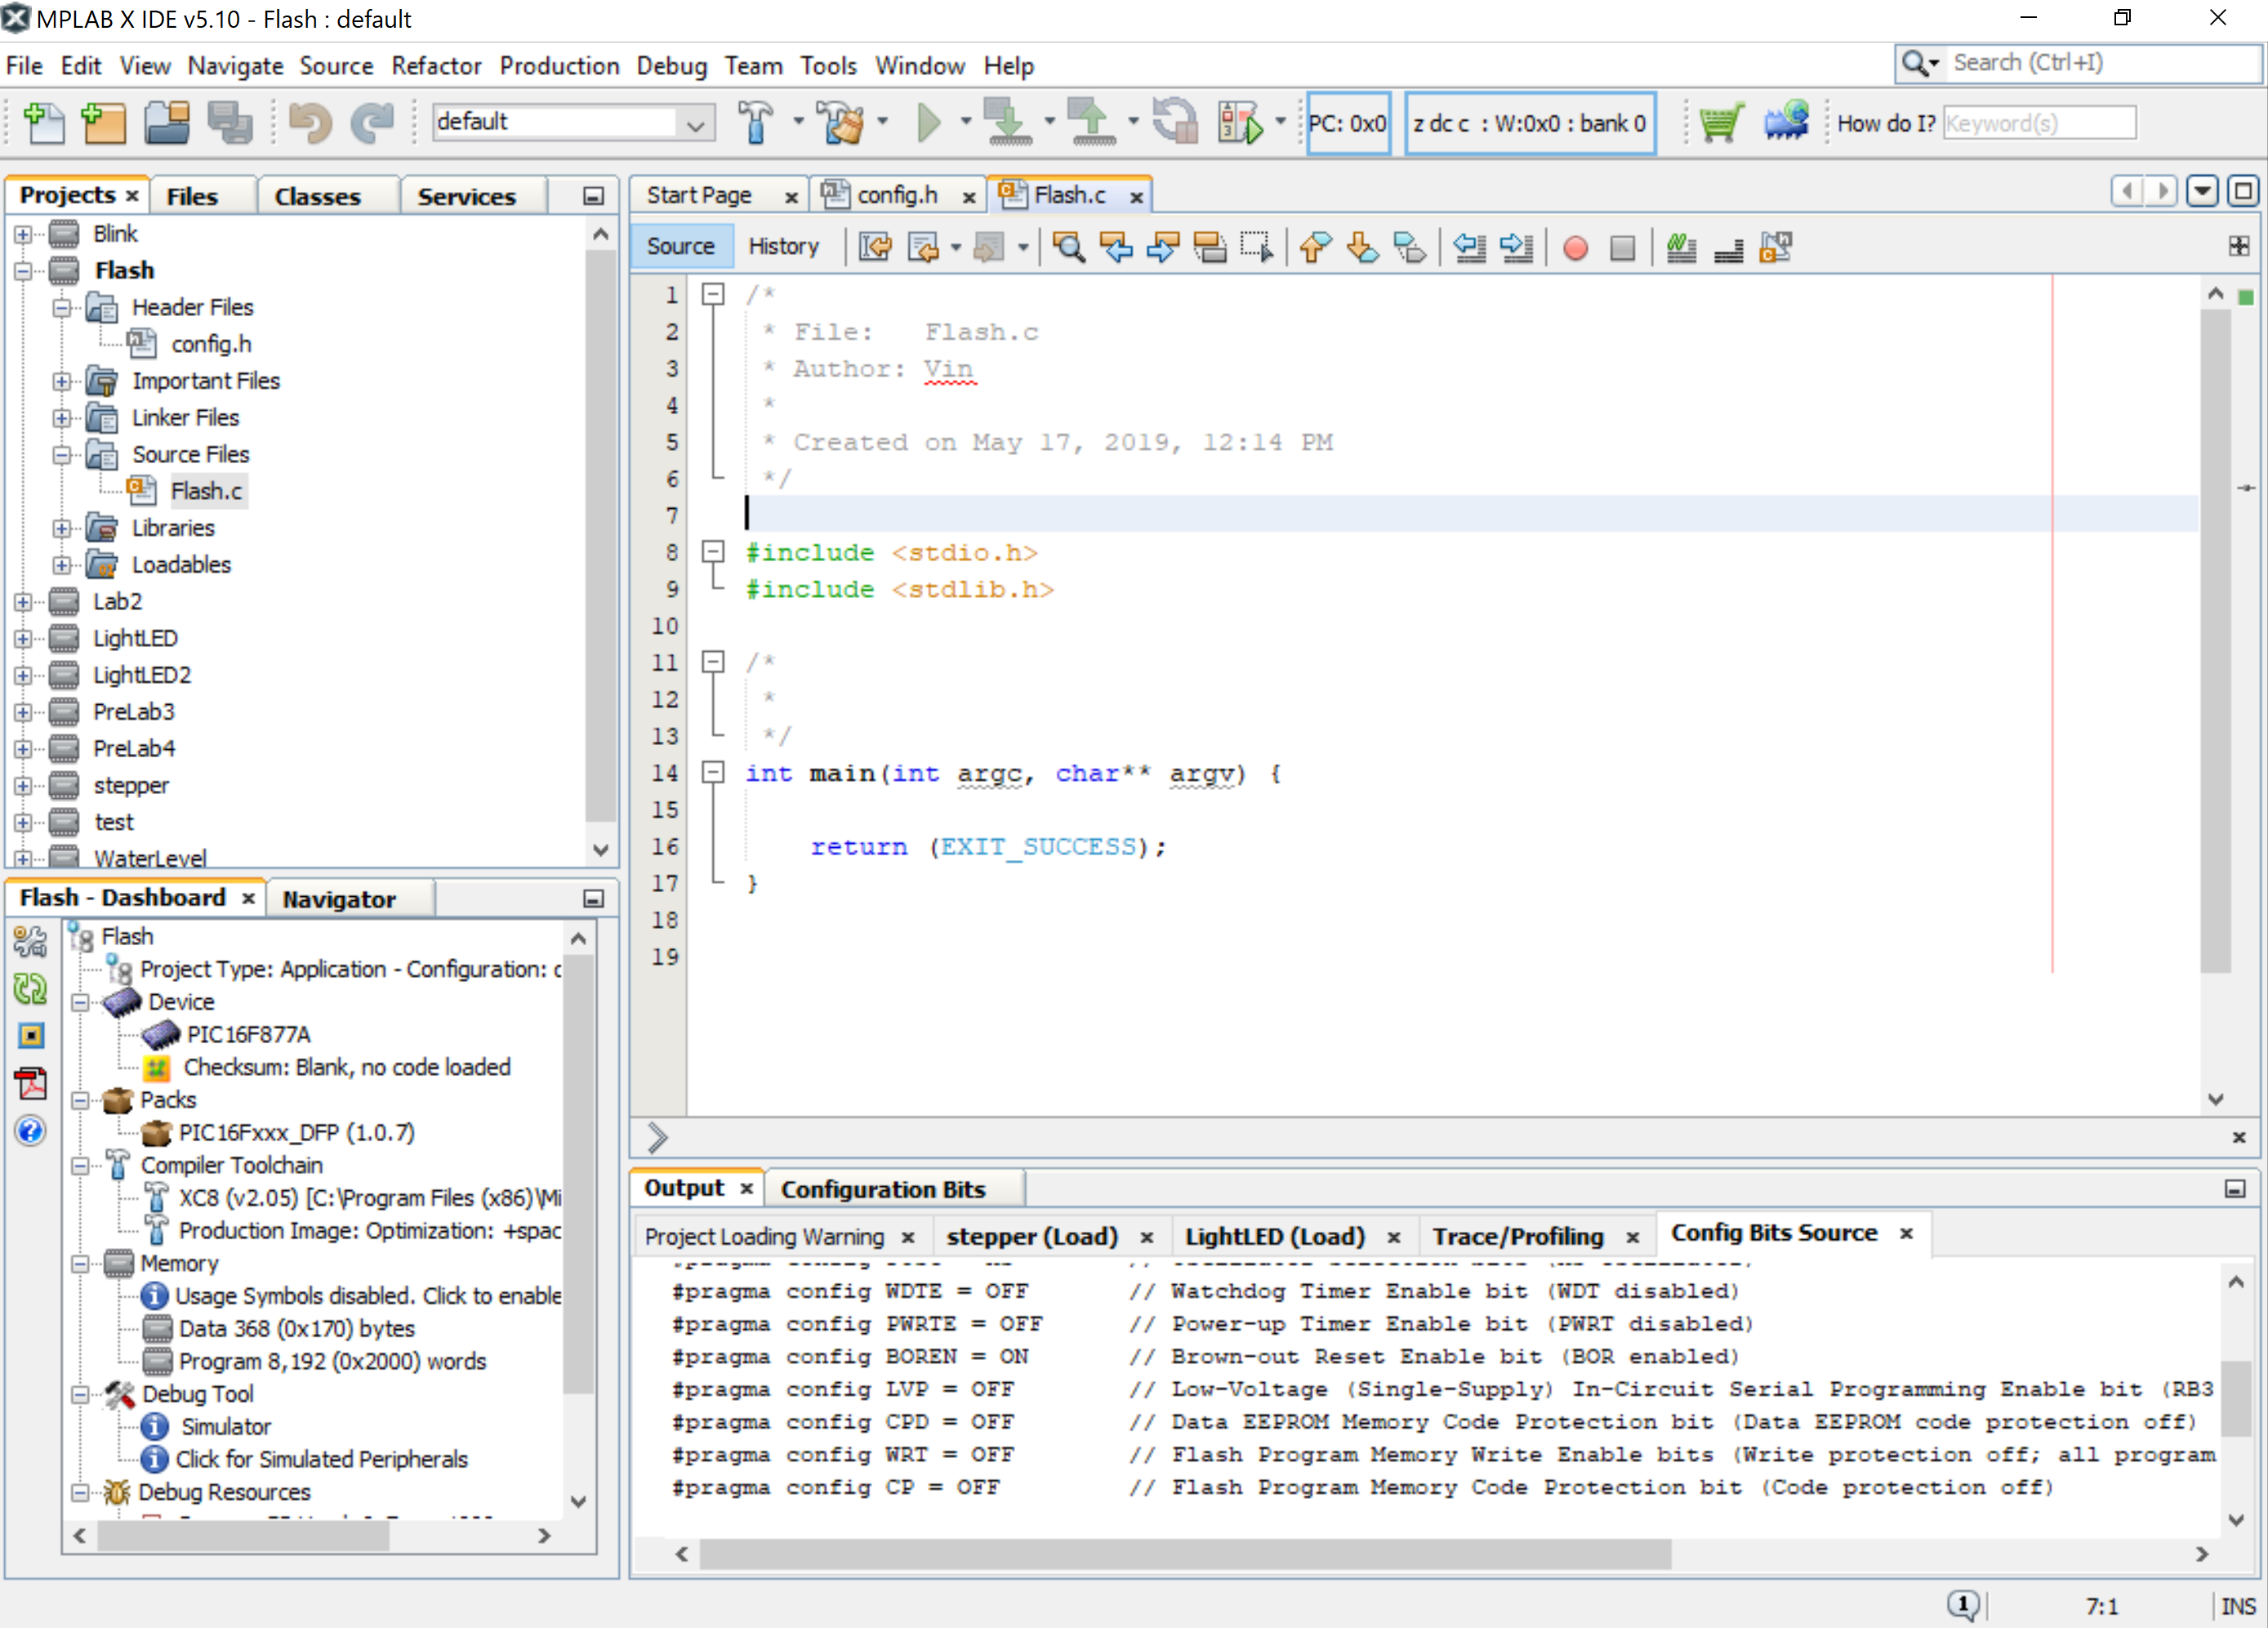 MPLAB X IDE v5.10 - Flash : default
File Edit View Navigate Source Refactor Production Debug Team Tools Window Help
Search (Ctrl+I)
default
PC: 0x0
z dc c : W:0x0 : bank 0
How do I?
Keyword(s)
Projects
Files
Classes
Services
Blink
Flash
Header Files
config.h
Important Files
Linker Files
Source Files
Flash.c
Libraries
Loadables
Lab2
LightLED
LightLED2
PreLab3
PreLab4
stepper
test
WaterLevel
Flash - Dashboard
Navigator
Flash
Project Type: Application - Configuration:
Device
PIC16F877A
Checksum: Blank, no code loaded
Packs
PIC16Fxxx_DFP (1.0.7)
Compiler Toolchain
XC8 (v2.05) [C:\Program Files (x86)\Mi
Production Image: Optimization: +spac
Memory
Usage Symbols disabled. Click to enable
Data 368 (0x170) bytes
Program 8,192 (0x2000) words
Debug Tool
Simulator
Click for Simulated Peripherals
Debug Resources
Start Page
config.h
Flash.c
Source
History
1 /*
2 * File: Flash.c
3 * Author: Vin
4 *
5 * Created on May 17, 2019, 12:14 PM
6 */
7
8 #include <stdio.h>
9 #include <stdlib.h>
10
11 /*
12 *
13 */
14 int main(int argc, char** argv) {
15
16 return (EXIT_SUCCESS);
17 }
18
19
Output
Configuration Bits
Project Loading Warning
stepper (Load)
LightLED (Load)
Trace/Profiling
Config Bits Source
#pragma config WDTE = OFF // Watchdog Timer Enable bit (WDT disabled)
#pragma config PWRTE = OFF // Power-up Timer Enable bit (PWRT disabled)
#pragma config BOREN = ON // Brown-out Reset Enable bit (BOR enabled)
#pragma config LVP = OFF // Low-Voltage (Single-Supply) In-Circuit Serial Programming Enable bit (RB3
#pragma config CPD = OFF // Data EEPROM Memory Code Protection bit (Data EEPROM code protection off)
#pragma config WRT = OFF // Flash Program Memory Write Enable bits (Write protection off; all program
#pragma config CP = OFF // Flash Program Memory Code Protection bit (Code protection off)
1
7:1
INS